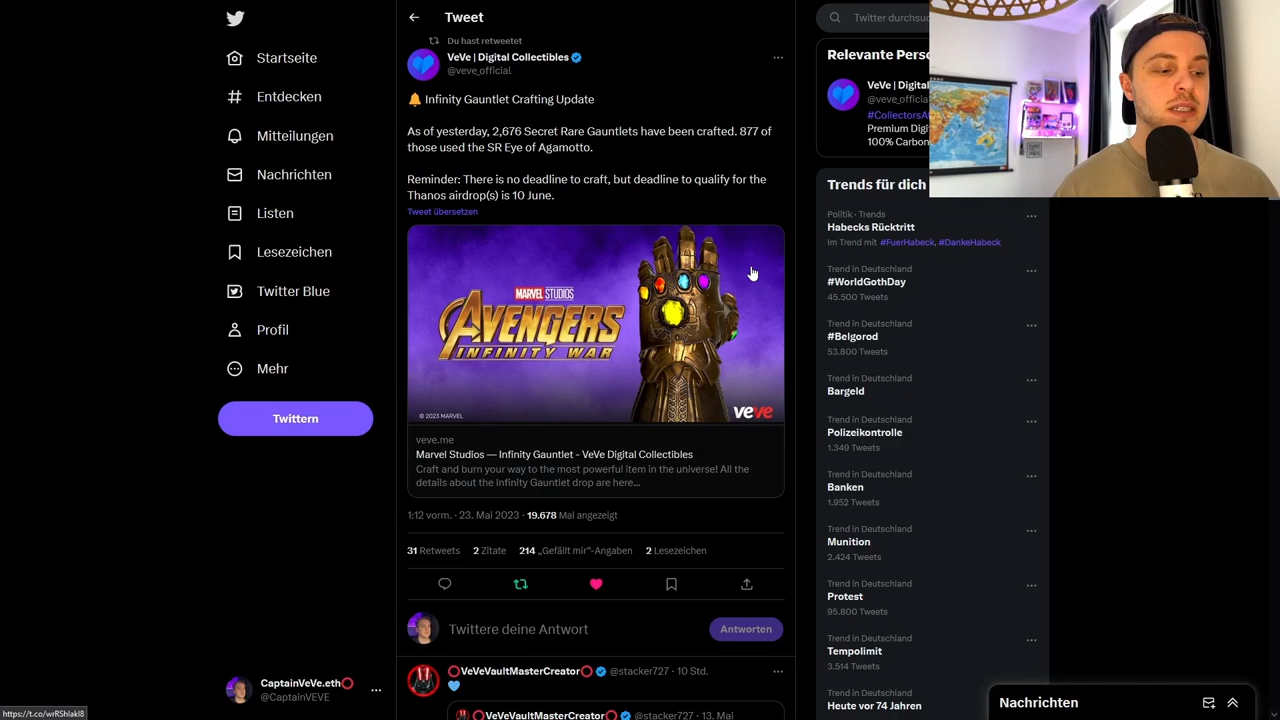 Startseite
Entdecken
Mitteilungen
Nachrichten
Listen
Lesezeichen
Twitter Blue
Profil
Mehr
Twittern
CaptainVeVe.eth
@CaptainVEVE
https://t.co/wrRShlakl8
Tweet
Du hast retweetet
VeVe | Digital Collectibles
@veve_official
🔔 Infinity Gauntlet Crafting Update
As of yesterday, 2,676 Secret Rare Gauntlets have been crafted. 877 of
those used the SR Eye of Agamotto.
Reminder: There is no deadline to craft, but deadline to qualify for the
Thanos airdrop(s) is 10 June.
Tweet übersetzen
MARVEL STUDIOS
AVENGERS
INFINITY WAR
© 2023 MARVEL
veve
veve.me
Marvel Studios — Infinity Gauntlet - VeVe Digital Collectibles
Craft and burn your way to the most powerful item in the universe! All the
details about the Infinity Gauntlet drop are here...
1:12 vorm. · 23. Mai 2023 · 19.678 Mal angezeigt
31 Retweets 2 Zitate 214 „Gefällt mir“-Angaben 2 Lesezeichen
Twittere deine Antwort
Antworten
⭕VeVeVaultMasterCreator⭕ @stacker727 · 10 Std.
💙
⭕VeVeVaultMasterCreator⭕ @stacker727 · 13. Mai
Twitter durchsuc
Relevante Perso
VeVe | Digital
@veve_officia
#CollectorsA
Premium Digi
100% Carbon
Trends für dich
Politik · Trends
Habecks Rücktritt
Im Trend mit #FuerHabeck, #DankeHabeck
Trend in Deutschland
#WorldGothDay
45.500 Tweets
Trend in Deutschland
#Belgorod
53.800 Tweets
Trend in Deutschland
Bargeld
Trend in Deutschland
Polizeikontrolle
1.349 Tweets
Trend in Deutschland
Banken
1.952 Tweets
Trend in Deutschland
Munition
2.424 Tweets
Trend in Deutschland
Protest
95.800 Tweets
Trend in Deutschland
Tempolimit
3.514 Tweets
Trend in Deutschland
Heute vor 74 Jahren
Nachrichten